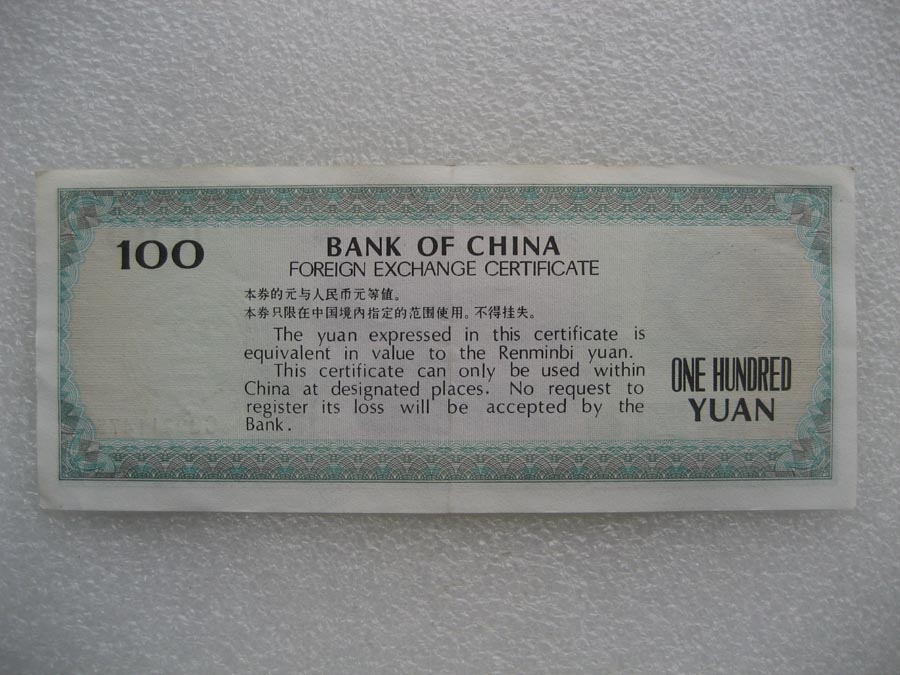 100
BANK OF CHINA
FOREIGN EXCHANGE CERTIFICATE
本券的元与人民币元等值。
本券只限在中国境内指定的范围使用。不得挂失。
The yuan expressed in this certificate is
equivalent in value to the Renminbi yuan.
This certificate can only be used within
China at designated places. No request to
register its loss will be accepted by the
Bank.
ONE HUNDRED
YUAN